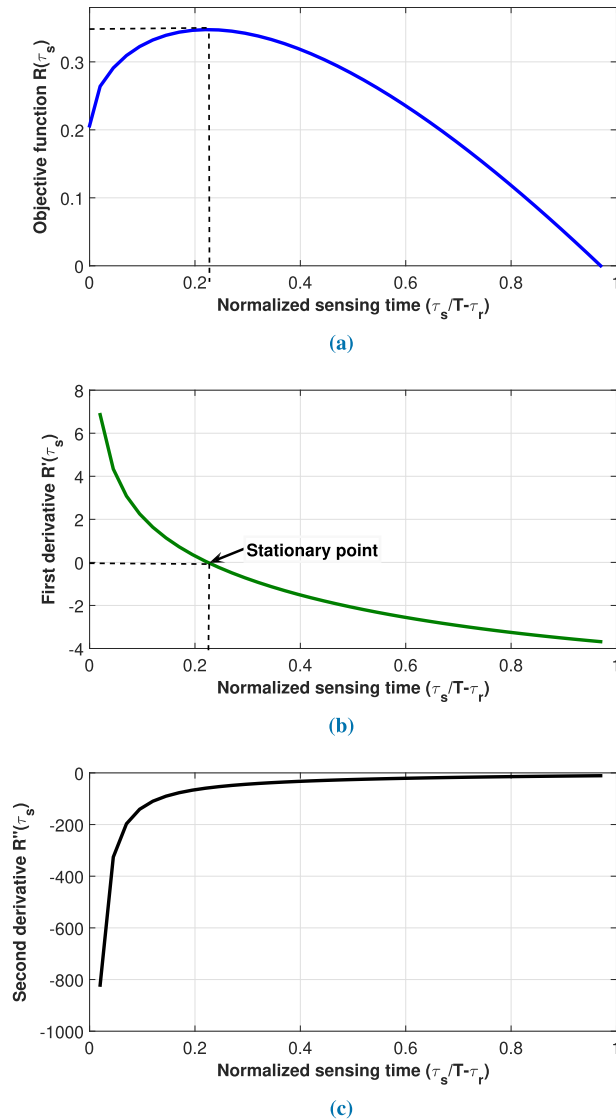 Objective function R(τs)
0.3
0.2
0.1
0
0 0.2 0.4 0.6 0.8 1
Normalized sensing time (τs/T-τr)
(a)
First derivative R'(τs)
8
6
4
2
0
-2
-4
Stationary point
0 0.2 0.4 0.6 0.8 1
Normalized sensing time (τs/T-τr)
(b)
Second derivative R''(τs)
0
-200
-400
-600
-800
-1000
0 0.2 0.4 0.6 0.8 1
Normalized sensing time (τs/T-τr)
(c)